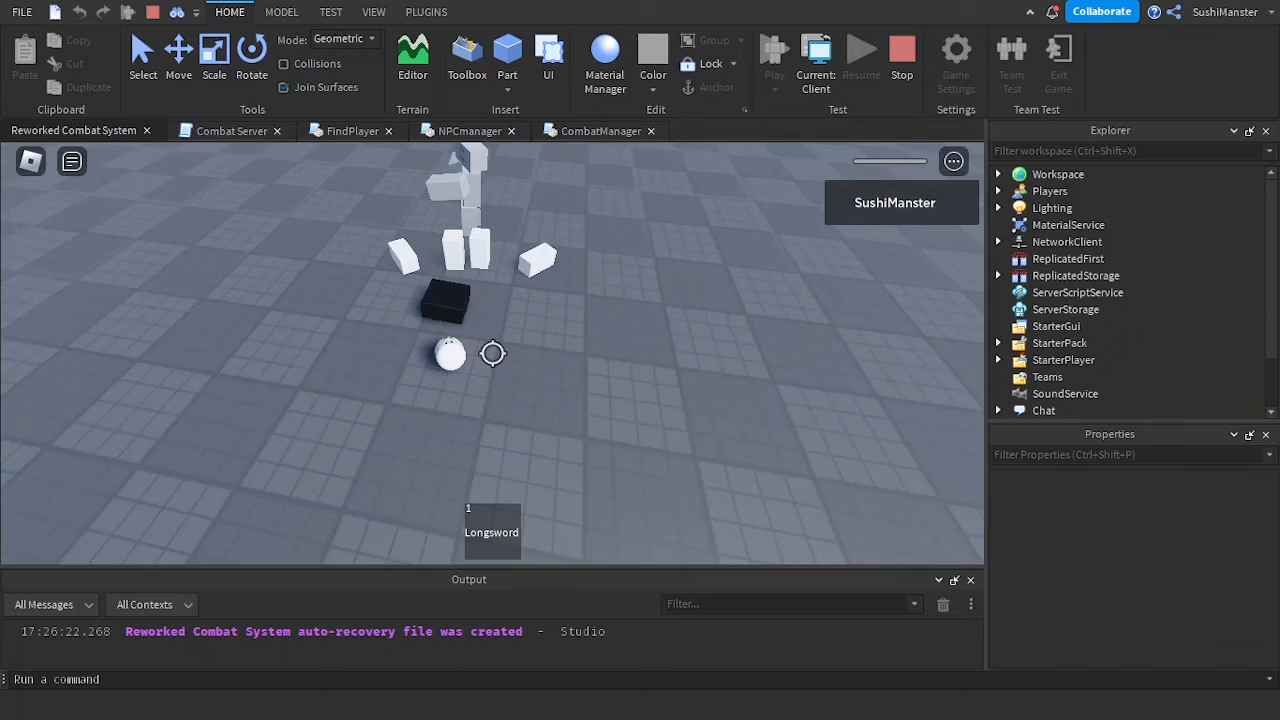 FILE HOME MODEL TEST VIEW PLUGINS Collaborate SushiManster
Paste Copy Cut Duplicate Clipboard
Select Move Scale Rotate Mode: Geometric Collisions Join Surfaces Tools
Editor Terrain
Toolbox Part UI Insert
Material Manager Color Group Lock Anchor Edit
Play Current: Client Resume Stop Test
Game Settings Settings
Team Test Exit Game Team Test
Reworked Combat System Combat Server FindPlayer NPCmanager CombatManager
SushiManster
1
Longsword
Explorer
Filter workspace (Ctrl+Shift+X)
Workspace
Players
Lighting
MaterialService
NetworkClient
ReplicatedFirst
ReplicatedStorage
ServerScriptService
ServerStorage
StarterGui
StarterPack
StarterPlayer
Teams
SoundService
Chat
Properties
Filter Properties (Ctrl+Shift+P)
Output
All Messages All Contexts Filter...
17:26:22.268 Reworked Combat System auto-recovery file was created - Studio
Run a command